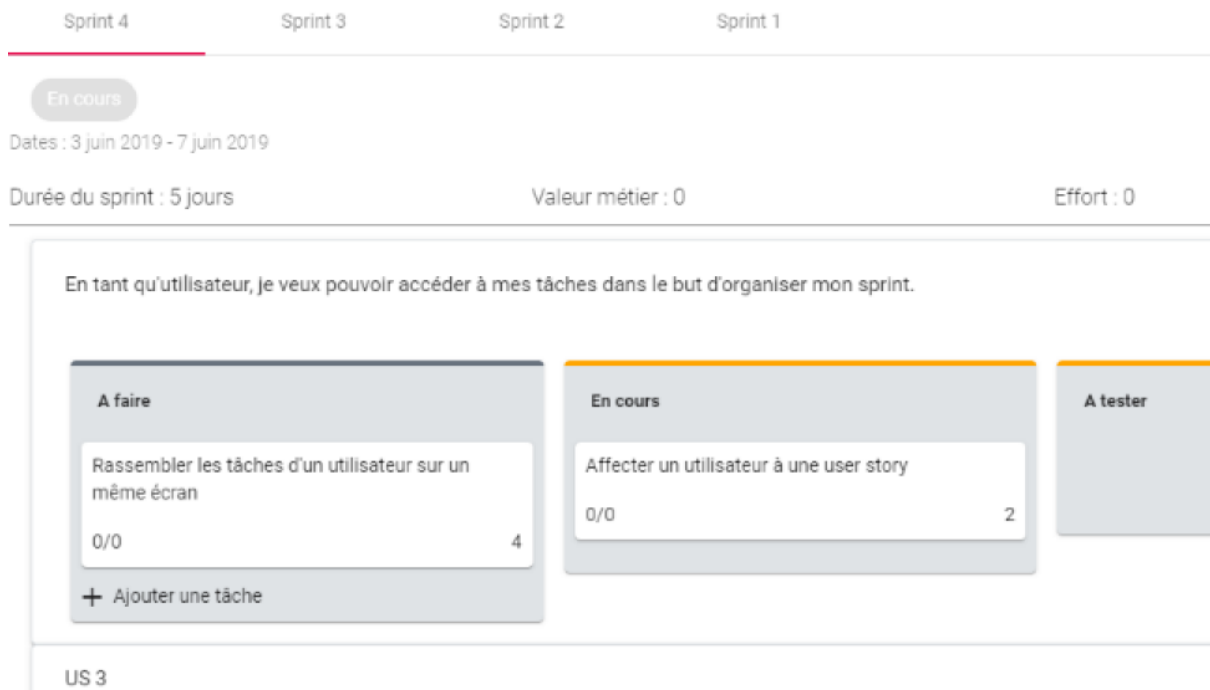 Sprint 4 Sprint 3 Sprint 2 Sprint 1
En cours
Dates : 3 juin 2019 - 7 juin 2019
Durée du sprint : 5 jours Valeur métier : 0 Effort : 0
En tant qu'utilisateur, je veux pouvoir accéder à mes tâches dans le but d'organiser mon sprint.
A faire En cours A tester
Rassembler les tâches d'un utilisateur sur un
même écran
0/0 4
Affecter un utilisateur à une user story
0/0 2
+ Ajouter une tâche
US 3